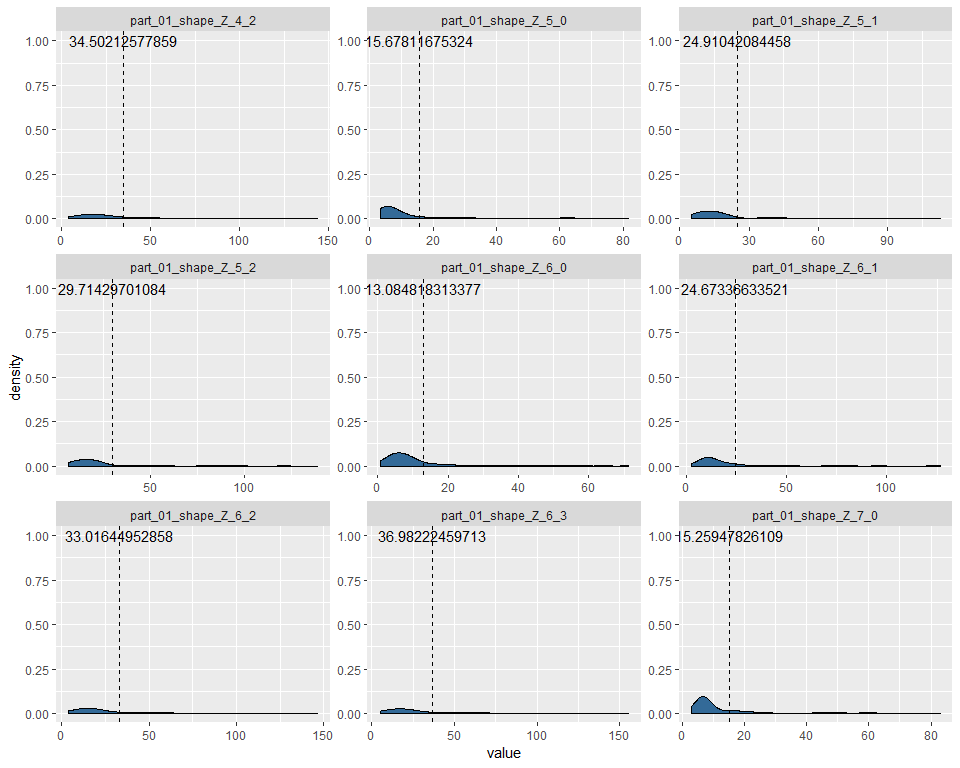 part_01_shape_Z_4_2 part_01_shape_Z_5_0 part_01_shape_Z_5_1
1.00 34.50212577859 1.00 15.67811675324 1.00 24.91042084458
0.75 0.75 0.75
0.50 0.50 0.50
0.25 0.25 0.25
0.00 0.00 0.00
0 50 100 150 0 20 40 60 80 0 30 60 90
part_01_shape_Z_5_2 part_01_shape_Z_6_0 part_01_shape_Z_6_1
1.00 29.71429701084 1.00 13.084818313377 1.00 24.67336633521
0.75 0.75 0.75
0.50 0.50 0.50
0.25 0.25 0.25
0.00 0.00 0.00
50 100 0 20 40 60 0 50 100
density
part_01_shape_Z_6_2 part_01_shape_Z_6_3 part_01_shape_Z_7_0
1.00 33.01644952858 1.00 36.98222459713 1.00 15.25947826109
0.75 0.75 0.75
0.50 0.50 0.50
0.25 0.25 0.25
0.00 0.00 0.00
0 50 100 150 0 50 100 150 0 20 40 60 80
value